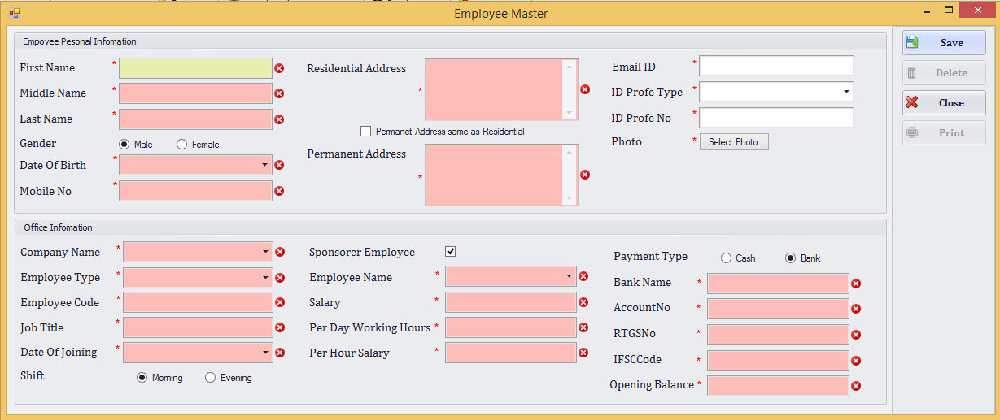 Employee Master
Empoyee Pesonal Infomation
First Name *
Middle Name *
Last Name *
Gender Male Female
Date Of Birth *
Mobile No *
Residential Address *
Permanet Address same as Residential
Permanent Address *
Email ID *
ID Profe Type *
ID Profe No *
Photo * Select Photo
Save
Delete
Close
Print
Office Infomation
Company Name *
Employee Type *
Employee Code *
Job Title *
Date Of Joining *
Shift Morning Evening
Sponsorer Employee
Employee Name *
Salary *
Per Day Working Hours *
Per Hour Salary *
Payment Type Cash Bank
Bank Name *
AccountNo *
RTGSNo *
IFSCCode *
Opening Balance *